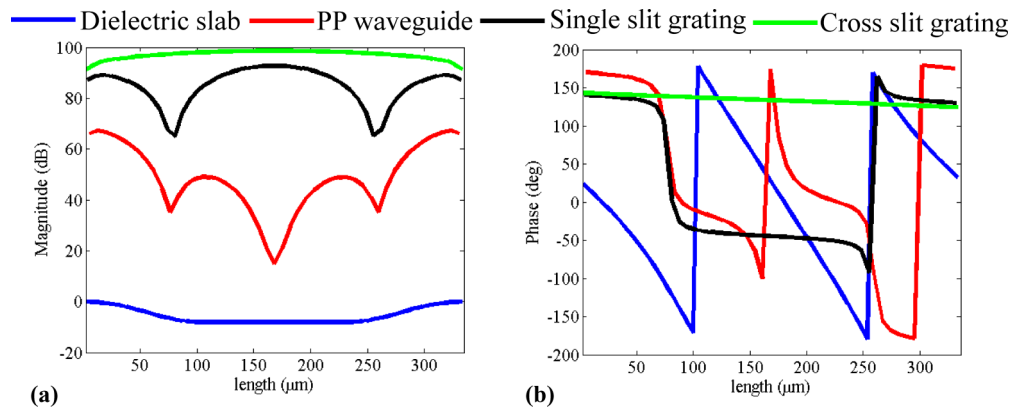 Dielectric slab PP waveguide Single slit grating Cross slit grating
100
80
60
40
20
0
-20
Magnitude (dB)
50 100 150 200 250 300
length (μm)
(a)
200
150
100
50
0
-50
-100
-150
-200
Phase (deg)
50 100 150 200 250 300
length (μm)
(b)